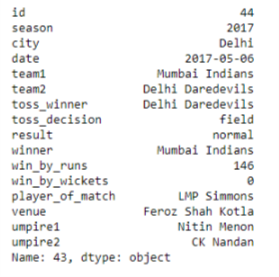 id 44
season 2017
city Delhi
date 2017-05-06
team1 Mumbai Indians
team2 Delhi Daredevils
toss_winner Delhi Daredevils
toss_decision field
result normal
winner Mumbai Indians
win_by_runs 146
win_by_wickets 0
player_of_match LMP Simmons
venue Feroz Shah Kotla
umpire1 Nitin Menon
umpire2 CK Nandan
Name: 43, dtype: object